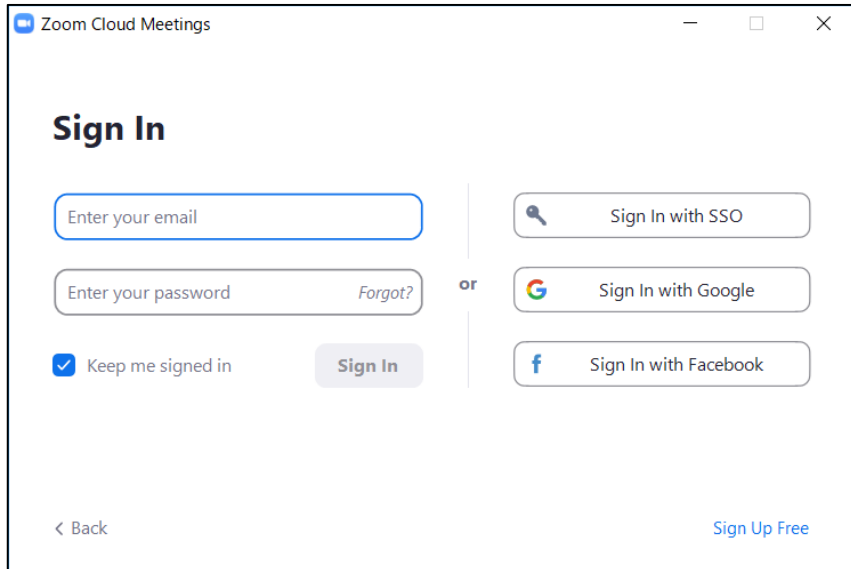 Zoom Cloud Meetings
Sign In
Enter your email
Enter your password Forgot?
Keep me signed in
Sign In
or
Sign In with SSO
Sign In with Google
Sign In with Facebook
Back
Sign Up Free